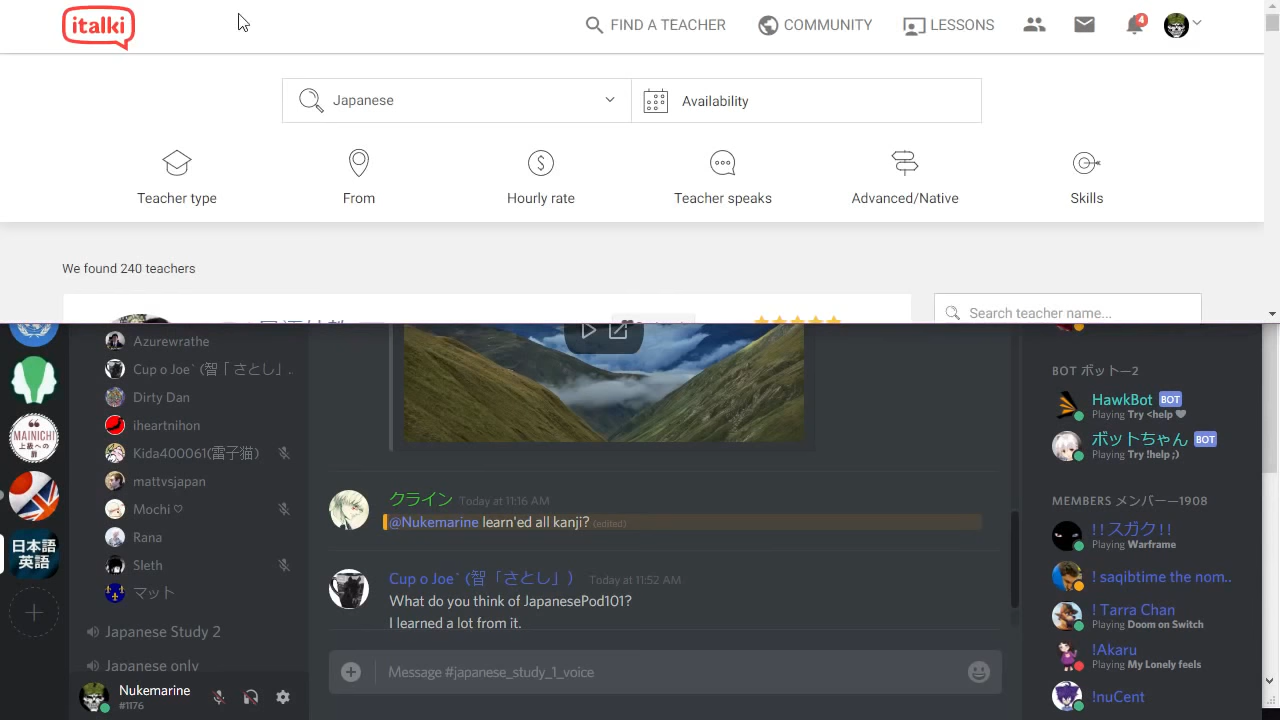 italki
FIND A TEACHER
COMMUNITY
LESSONS
4
Japanese
Availability
Teacher type
From
Hourly rate
Teacher speaks
Advanced/Native
Skills
We found 240 teachers
Search teacher name...
Azurewrathe
Cup o Joe` (智「さとし」..
Dirty Dan
iheartnihon
Kida400061(雷子猫)
mattvsjapan
Mochi ♡
Rana
Sleth
マット
Japanese Study 2
Japanese only
Nukemarine
#1176
MAINICHI
上級への
前
日本語
英語
クライン Today at 11:16 AM
@Nukemarine learn'ed all kanji? (edited)
Cup o Joe` (智「さとし」) Today at 11:52 AM
What do you think of JapanesePod101?
I learned a lot from it.
Message #japanese_study_1_voice
BOT ボット—2
HawkBot BOT
Playing Try <help
ボットちゃん BOT
Playing Try !help ;)
MEMBERS メンバー—1908
!!スガク!!
Playing Warframe
! saqibtime the nom..
! Tarra Chan
Playing Doom on Switch
!Akaru
Playing My Lonely feels
!nuCent